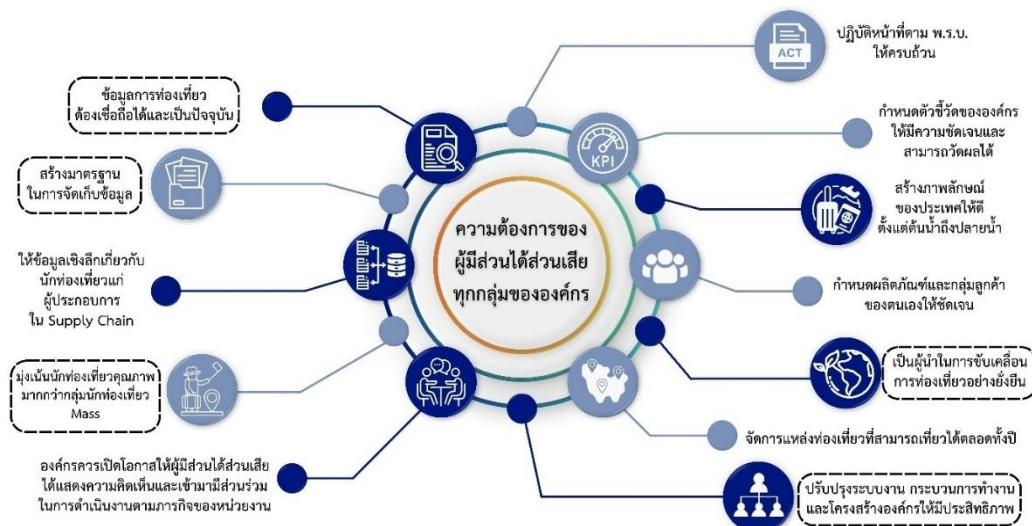 ปฏิบัติหน้าที่ตาม พ.ร.บ.
ให้ครบถ้วน
ACT
ข้อมูลการท่องเที่ยว
ต้องเชื่อถือได้และเป็นปัจจุบัน
กำหนดตัวชี้วัดขององค์กร
ให้มีความชัดเจนและ
สามารถวัดผลได้
KPI
สร้างมาตรฐาน
ในการจัดเก็บข้อมูล
สร้างภาพลักษณ์
ของประเทศให้ดี
ตั้งแต่ต้นน้ำถึงปลายน้ำ
ความต้องการของ
ผู้มีส่วนได้ส่วนเสีย
ทุกกลุ่มขององค์กร
ให้ข้อมูลเชิงลึกเกี่ยวกับ
นักท่องเที่ยวแก่
ผู้ประกอบการ
ใน Supply Chain
กำหนดผลิตภัณฑ์และกลุ่มลูกค้า
ของตนเองให้ชัดเจน
มุ่งเน้นนักท่องเที่ยวคุณภาพ
มากกว่ากลุ่มนักท่องเที่ยว
Mass
เป็นผู้นำในการขับเคลื่อน
การท่องเที่ยวอย่างยั่งยืน
จัดการแหล่งท่องเที่ยวที่สามารถเที่ยวได้ตลอดทั้งปี
องค์กรควรเปิดโอกาสให้ผู้มีส่วนได้ส่วนเสีย
ได้แสดงความคิดเห็นและเข้ามามีส่วนร่วม
ในการดำเนินงานตามภารกิจของหน่วยงาน
ปรับปรุงระบบงาน กระบวนการทำงาน
และโครงสร้างองค์กรให้มีประสิทธิภาพ